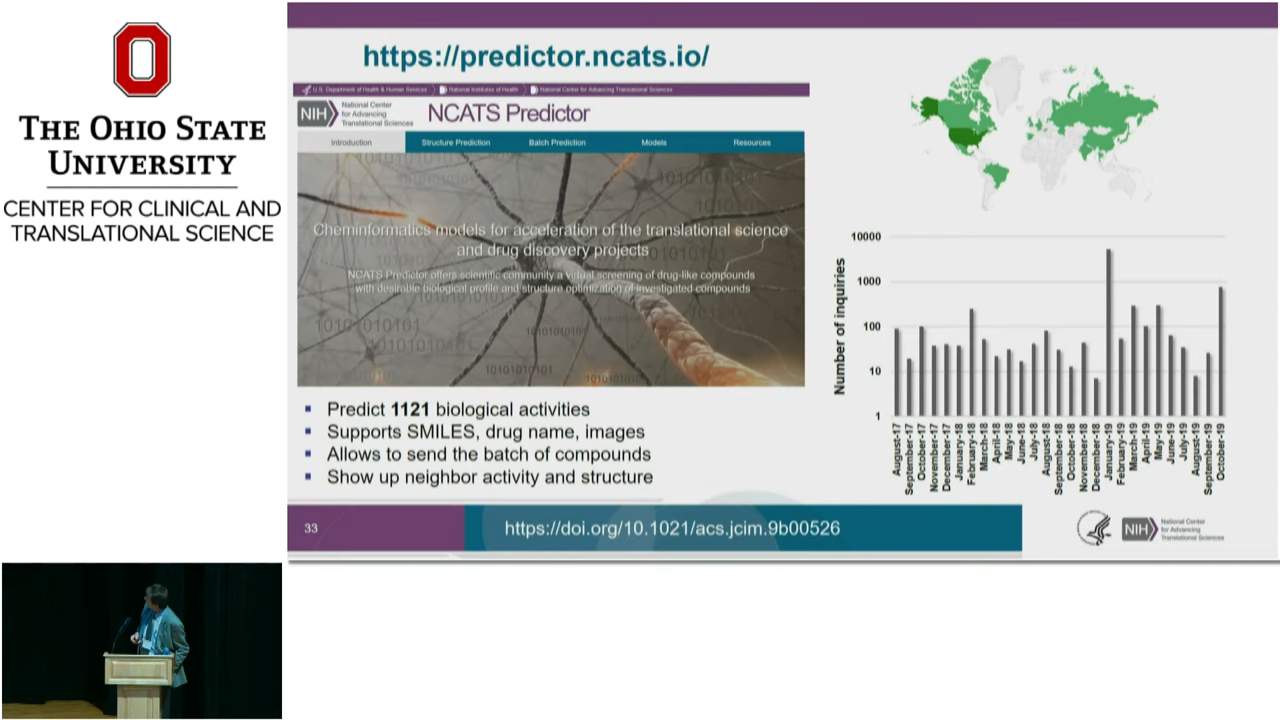 THE OHIO STATE
UNIVERSITY
CENTER FOR CLINICAL AND
TRANSLATIONAL SCIENCE
https://predictor.ncats.io/
U.S. Department of Health & Human Services
National Institutes of Health
National Center for Advancing Translational Sciences
NIH
National Center
for Advancing
Translational Sciences
NCATS Predictor
Introduction
Structure Prediction
Batch Prediction
Models
Resources
Cheminformatics models for acceleration of the translational science
and drug discovery projects
NCATS Predictor offers scientific community a virtual screening of drug-like compounds
with desirable biological profile and structure optimization of investigated compounds
1010101010101
10101010101
10101010101
10101010101
▪ Predict 1121 biological activities
▪ Supports SMILES, drug name, images
▪ Allows to send the batch of compounds
▪ Show up neighbor activity and structure
Number of inquiries
10000
1000
100
10
1
August-17
September-17
October-17
November-17
December-17
January-18
February-18
March-18
April-18
May-18
June-18
July-18
August-18
September-18
October-18
November-18
December-18
January-19
February-19
March-19
April-19
May-19
June-19
July-19
August-19
September-19
October-19
33
https://doi.org/10.1021/acs.jcim.9b00526
NIH
National Center
for Advancing
Translational Sciences